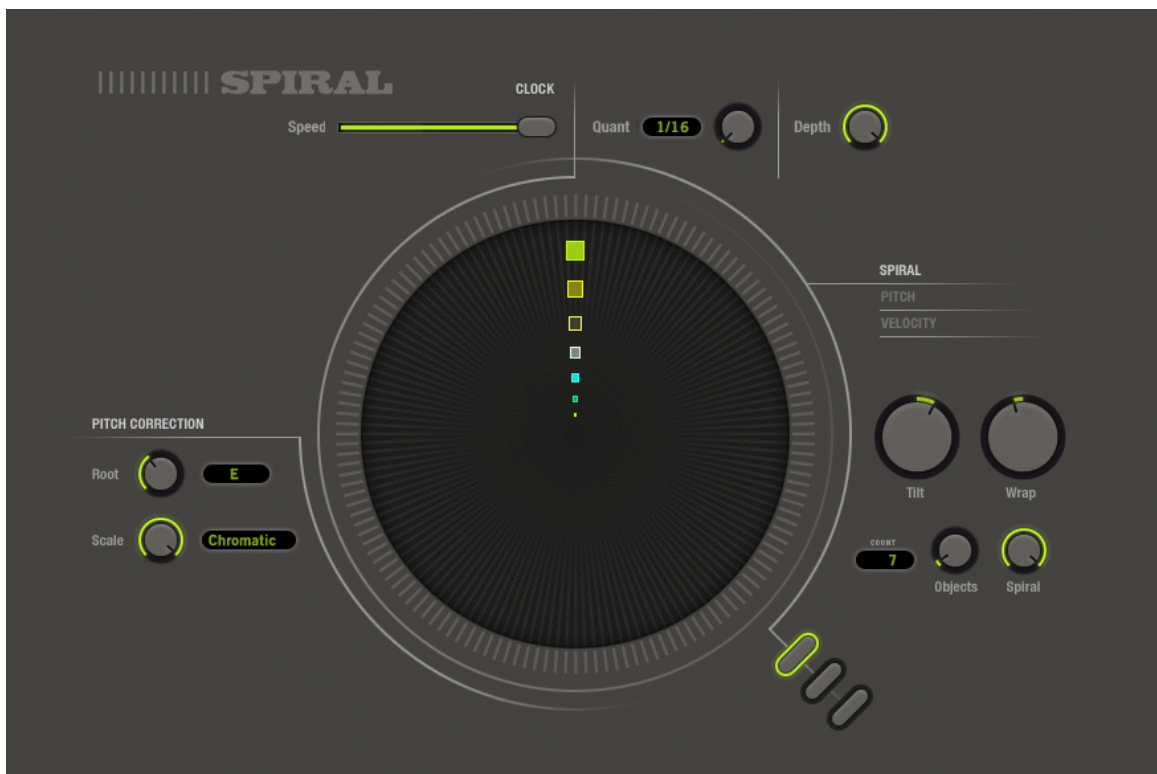 SPIRAL
CLOCK
Speed
Quant
1/16
Depth
SPIRAL
PITCH
VELOCITY
PITCH CORRECTION
Root
E
Tilt
Wrap
Scale
Chromatic
COUNT
7
Objects
Spiral